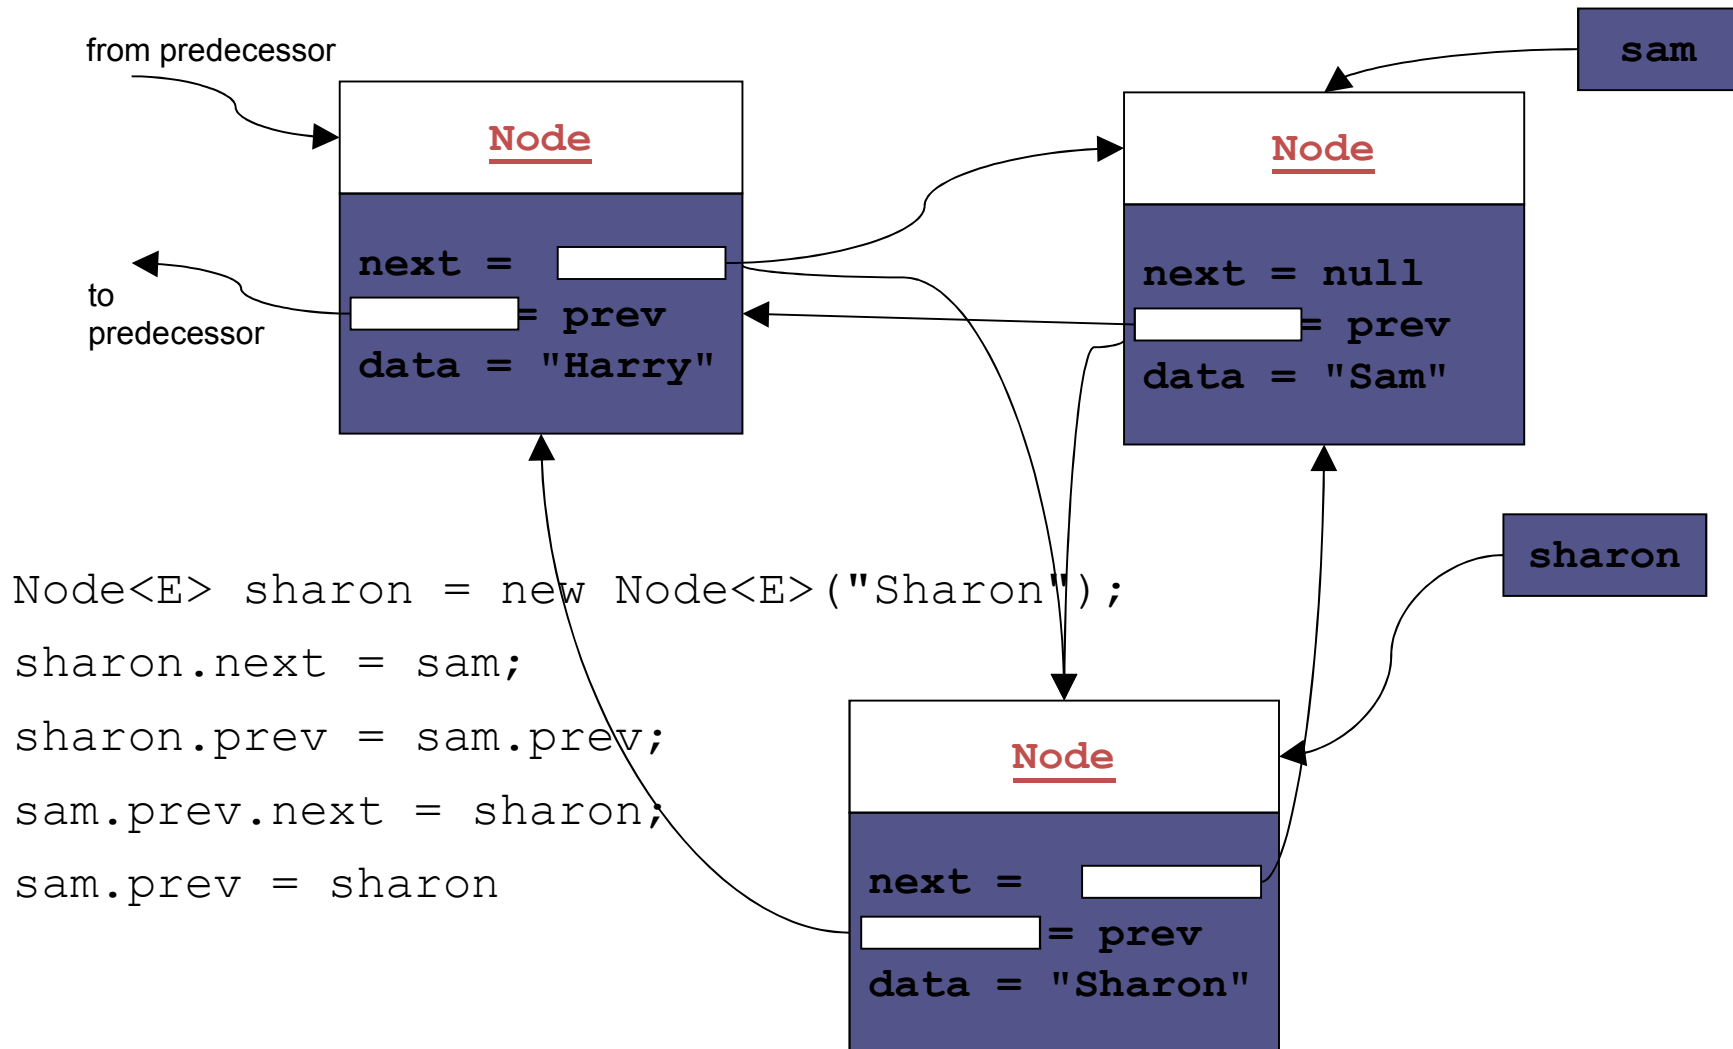 from predecessor
sam
Node
Node
next =
= prev
data = "Harry"
next = null
= prev
data = "Sam"
to
predecessor
sharon
Node<E> sharon = new Node<E>("Sharon");
sharon.next = sam;
sharon.prev = sam.prev;
sam.prev.next = sharon;
sam.prev = sharon
Node
next =
= prev
data = "Sharon"